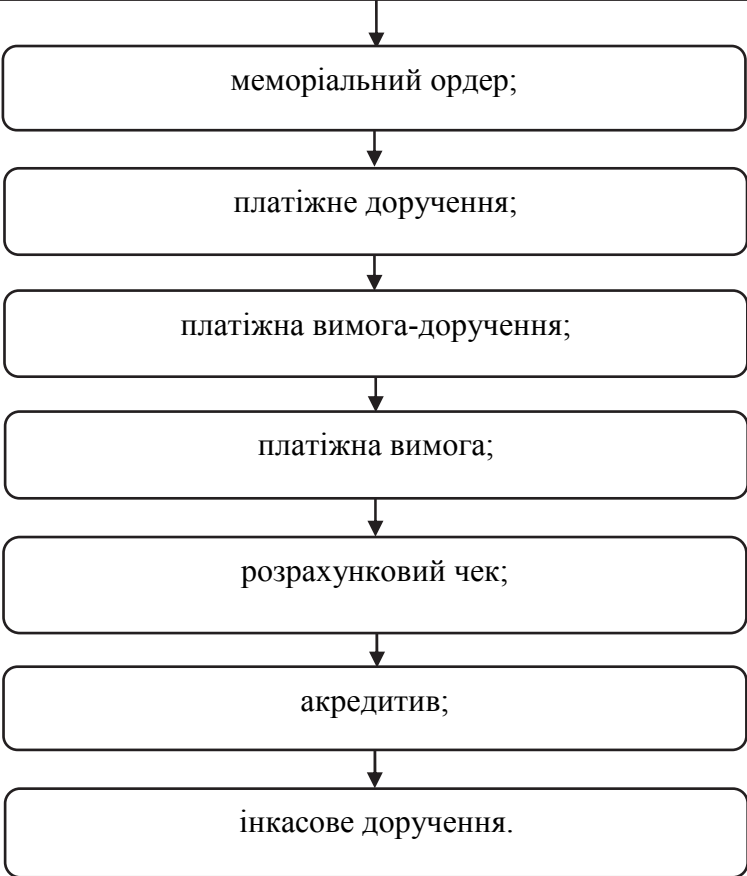 меморіальний ордер;
платіжне доручення;
платіжна вимога-доручення;
платіжна вимога;
розрахунковий чек;
акредитив;
інкасове доручення.